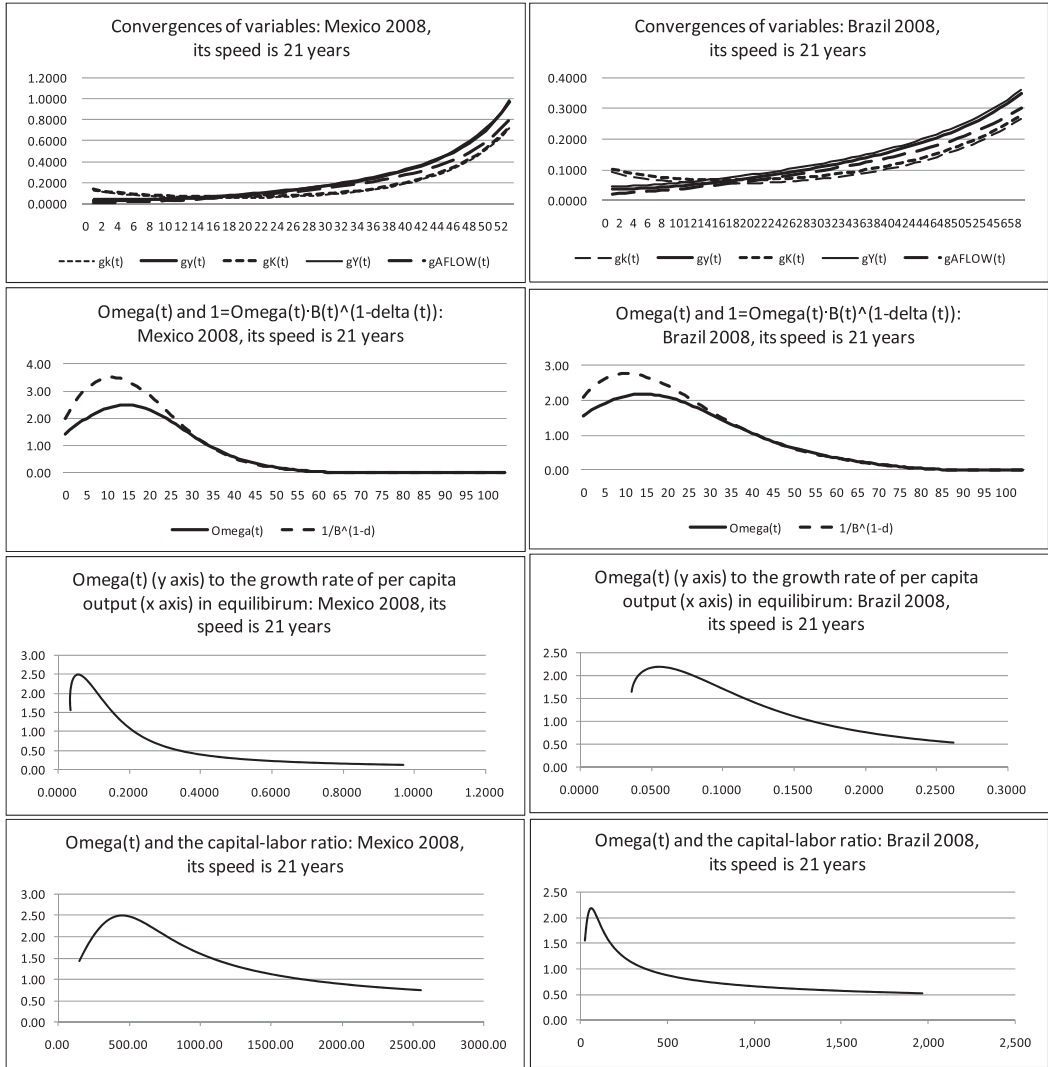 Convergences of variables: Mexico 2008,
its speed is 21 years
1.2000
1.0000
0.8000
0.6000
0.4000
0.2000
0.0000
0 2 4 6 8 10 12 14 16 18 20 22 24 26 28 30 32 34 36 38 40 42 44 46 48 50 52
gk(t) gy(t) gK(t) gY(t) gAFLOW(t)
Convergences of variables: Brazil 2008,
its speed is 21 years
0.4000
0.3000
0.2000
0.1000
0.0000
0 2 4 6 8 10121416182022242628303234363840424446485052545658
gk(t) gy(t) gK(t) gY(t) gAFLOW(t)
Omega(t) and 1=Omega(t)·B(t)^(1-delta (t)):
Mexico 2008, its speed is 21 years
4.00
3.00
2.00
1.00
0.00
0 5 10 15 20 25 30 35 40 45 50 55 60 65 70 75 80 85 90 95 100
Omega(t) 1/B^(1-d)
Omega(t) and 1=Omega(t)·B(t)^(1-delta (t)):
Brazil 2008, its speed is 21 years
3.00
2.00
1.00
0.00
0 5 10 15 20 25 30 35 40 45 50 55 60 65 70 75 80 85 90 95 100
Omega(t) 1/B^(1-d)
Omega(t) (y axis) to the growth rate of per capita
output (x axis) in equilibirum: Mexico 2008, its
speed is 21 years
3.00
2.50
2.00
1.50
1.00
0.50
0.00
0.0000 0.2000 0.4000 0.6000 0.8000 1.0000 1.2000
Omega(t) (y axis) to the growth rate of per capita
output (x axis) in equilibirum: Brazil 2008,
its speed is 21 years
2.50
2.00
1.50
1.00
0.50
0.00
0.0000 0.0500 0.1000 0.1500 0.2000 0.2500 0.3000
Omega(t) and the capital-labor ratio: Mexico 2008,
its speed is 21 years
3.00
2.50
2.00
1.50
1.00
0.50
0.00
0.00 500.00 1000.00 1500.00 2000.00 2500.00 3000.00
Omega(t) and the capital-labor ratio: Brazil 2008,
its speed is 21 years
2.50
2.00
1.50
1.00
0.50
0.00
0 500 1,000 1,500 2,000 2,500